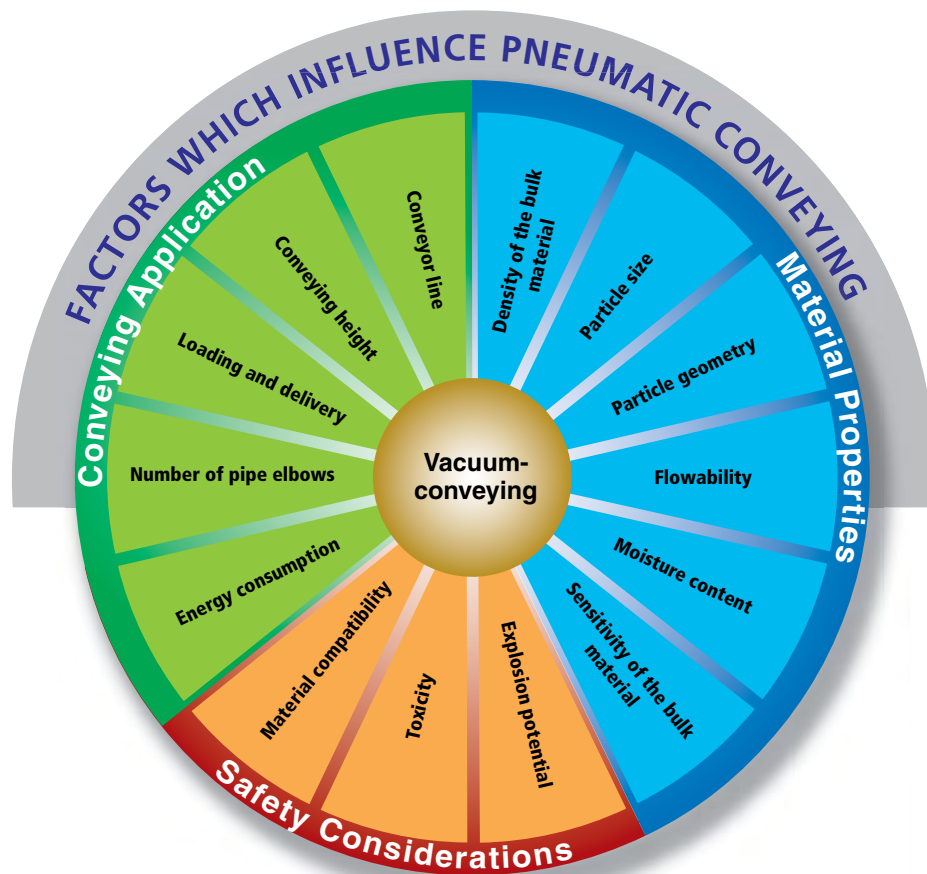 FACTORS WHICH INFLUENCE PNEUMATIC CONVEYING
Conveying Application
Material Properties
Safety Considerations
Vacuum-
conveying
Density of the bulk
material
Particle size
Particle geometry
Flowability
Moisture content
Sensitivity of the bulk
material
Explosion potential
Toxicity
Material compatibility
Energy consumption
Number of pipe elbows
Loading and delivery
Conveying height
Conveyor line